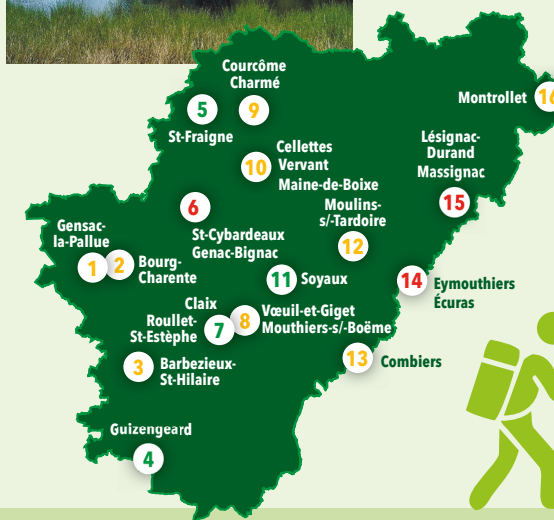 Courcôme
Charmé
5
9
Montrollet
16
St-Fraigne
Lésignac-
Durand
Massignac
Cellettes
Vervant
Maine-de-Boixe
10
15
6
Moulins-
s/-Tardoire
St-Cybardeaux
Genac-Bignac
12
Gensac-
la-Pallue
1
2
Bourg-
Charente
11
Soyaux
14
Eymouthiers
Écuras
Claix
Roullet-
St-Estèphe
7
8
Vœuil-et-Giget
Mouthiers-s/-Boëme
3
Barbezieux-
St-Hilaire
13
Combiers
Guizengeard
4